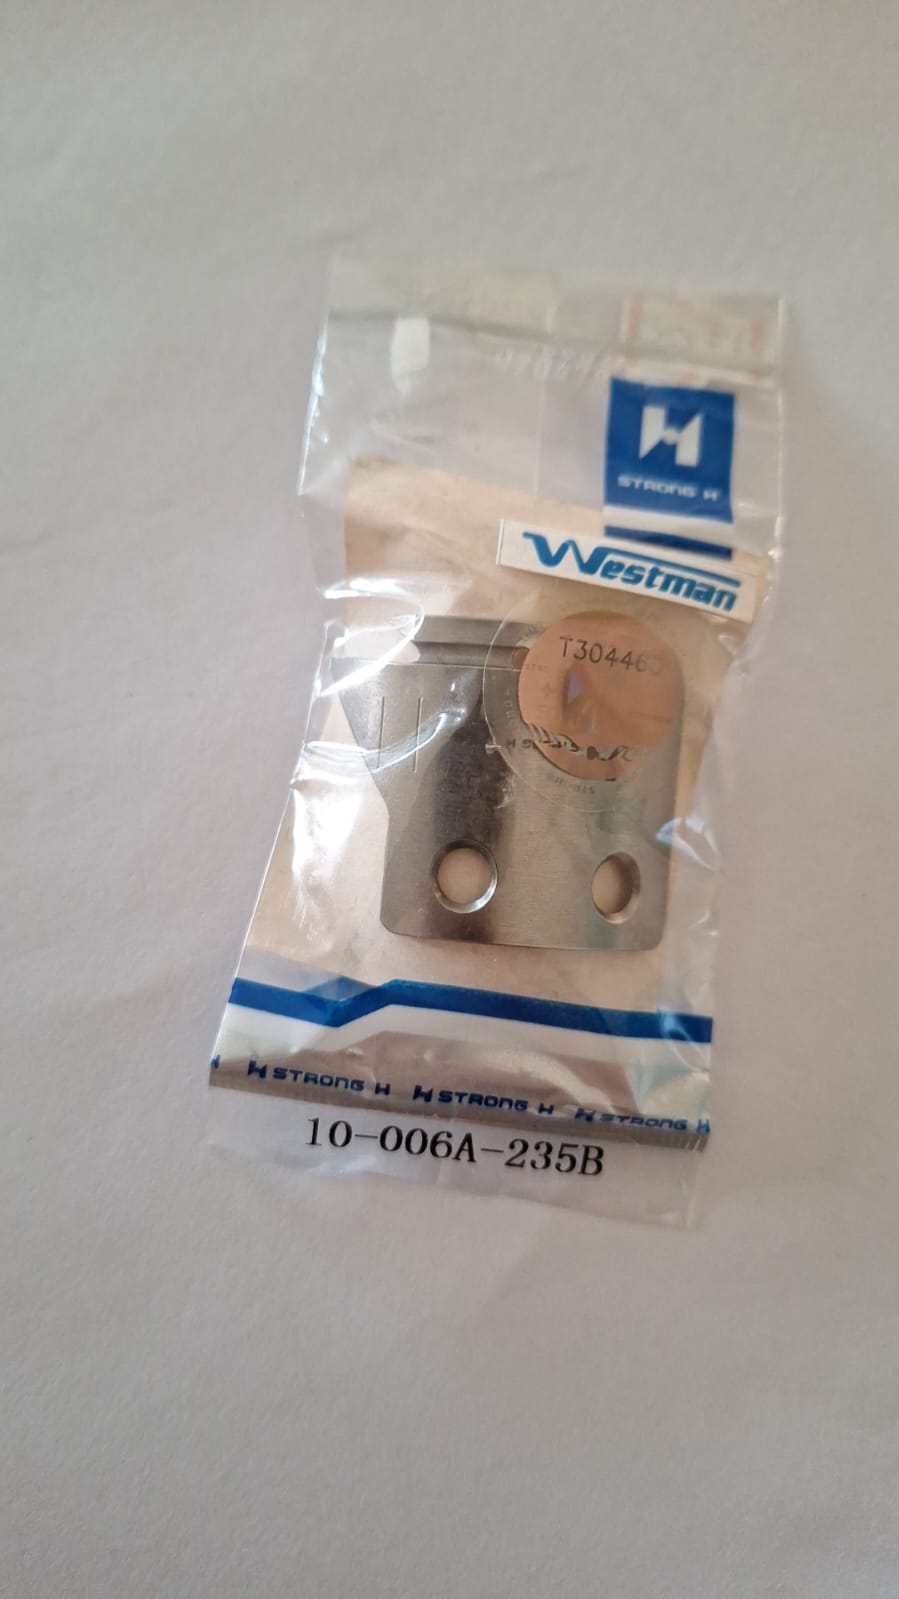 STRONG H
Westman
T30446
STRONG H STRONG H STRONG H
10-006A-235B